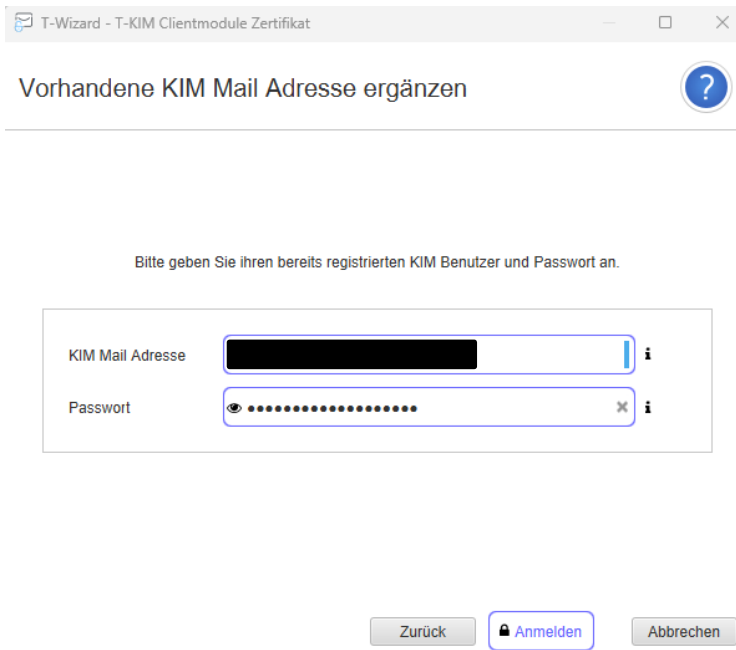 T-Wizard - T-KIM Clientmodule Zertifikat
Vorhandene KIM Mail Adresse ergänzen
?
Bitte geben Sie ihren bereits registrierten KIM Benutzer und Passwort an.
KIM Mail Adresse
i
Passwort
i
Zurück
Anmelden
Abbrechen